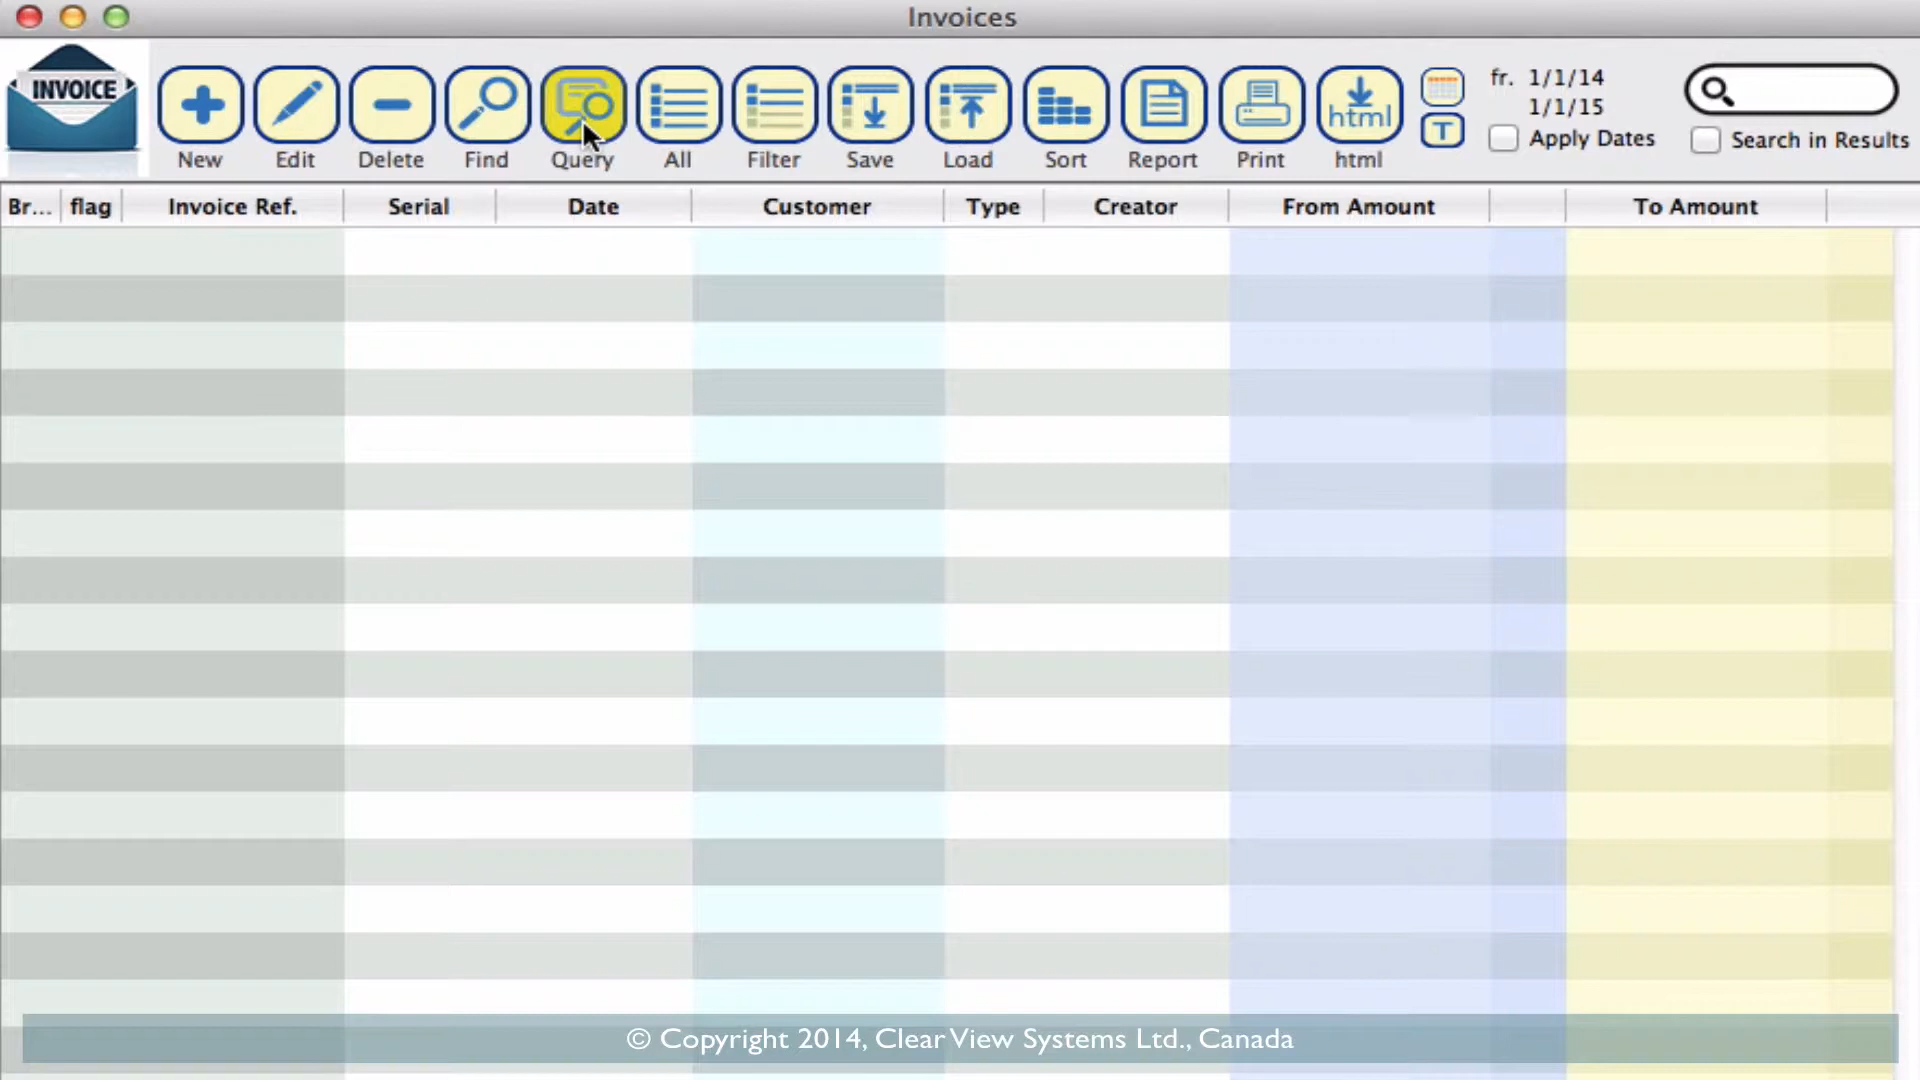 Invoices
INVOICE
New Edit Delete Find Query All Filter Save Load Sort Report Print html
html
T
fr. 1/1/14
1/1/15
Apply Dates
Search in Results
Br... flag Invoice Ref. Serial Date Customer Type Creator From Amount To Amount
© Copyright 2014, Clear View Systems Ltd., Canada